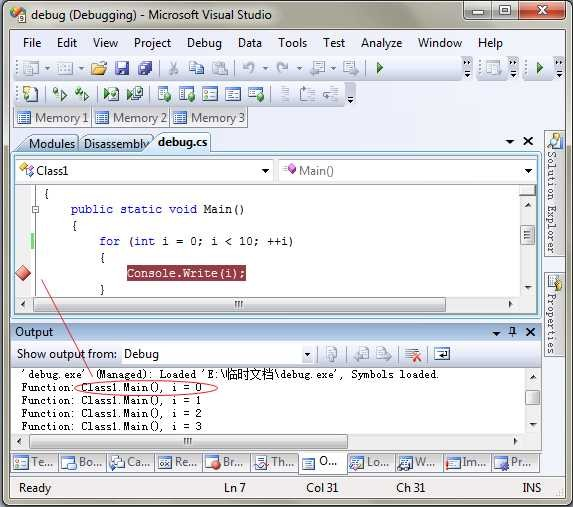 debug (Debugging) - Microsoft Visual Studio
File Edit View Project Debug Data Tools Test Analyze Window Help
Memory 1 Memory 2 Memory 3
Modules Disassembly debug.cs
Class1 Main()
{
public static void Main()
{
for (int i = 0; i < 10; ++i)
{
Console.Write(i);
}
Solution Explorer
Properties
Output
Show output from: Debug
'debug.exe' (Managed): Loaded 'E:\临时文档\debug.exe', Symbols loaded.
Function: Class1.Main(), i = 0
Function: Class1.Main(), i = 1
Function: Class1.Main(), i = 2
Function: Class1.Main(), i = 3
Te... Bo... Ca... Re... Br... Th... O... Lo... W... Im... Pr...
Ready Ln 7 Col 31 Ch 31 INS